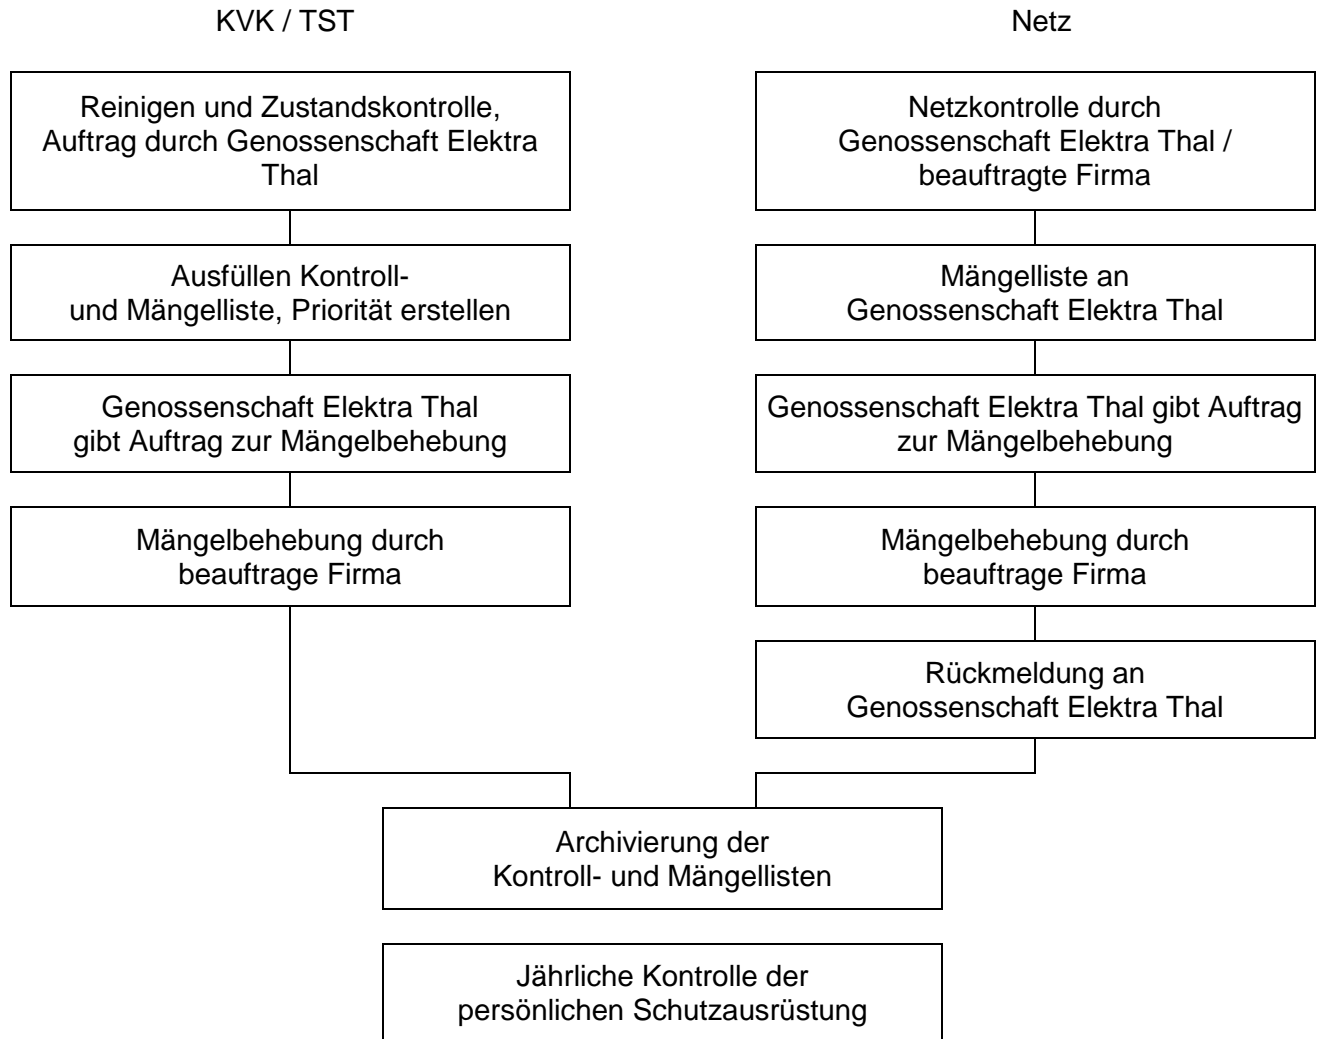 KVK / TST
Reinigen und Zustandskontrolle,
Auftrag durch Genossenschaft Elektra
Thal
Ausfüllen Kontroll-
und Mängelliste, Priorität erstellen
Genossenschaft Elektra Thal
gibt Auftrag zur Mängelbehebung
Mängelbehebung durch
beauftrage Firma
Netz
Netzkontrolle durch
Genossenschaft Elektra Thal /
beauftragte Firma
Mängelliste an
Genossenschaft Elektra Thal
Genossenschaft Elektra Thal gibt Auftrag
zur Mängelbehebung
Mängelbehebung durch
beauftrage Firma
Rückmeldung an
Genossenschaft Elektra Thal
Archivierung der
Kontroll- und Mängellisten
Jährliche Kontrolle der
persönlichen Schutzausrüstung